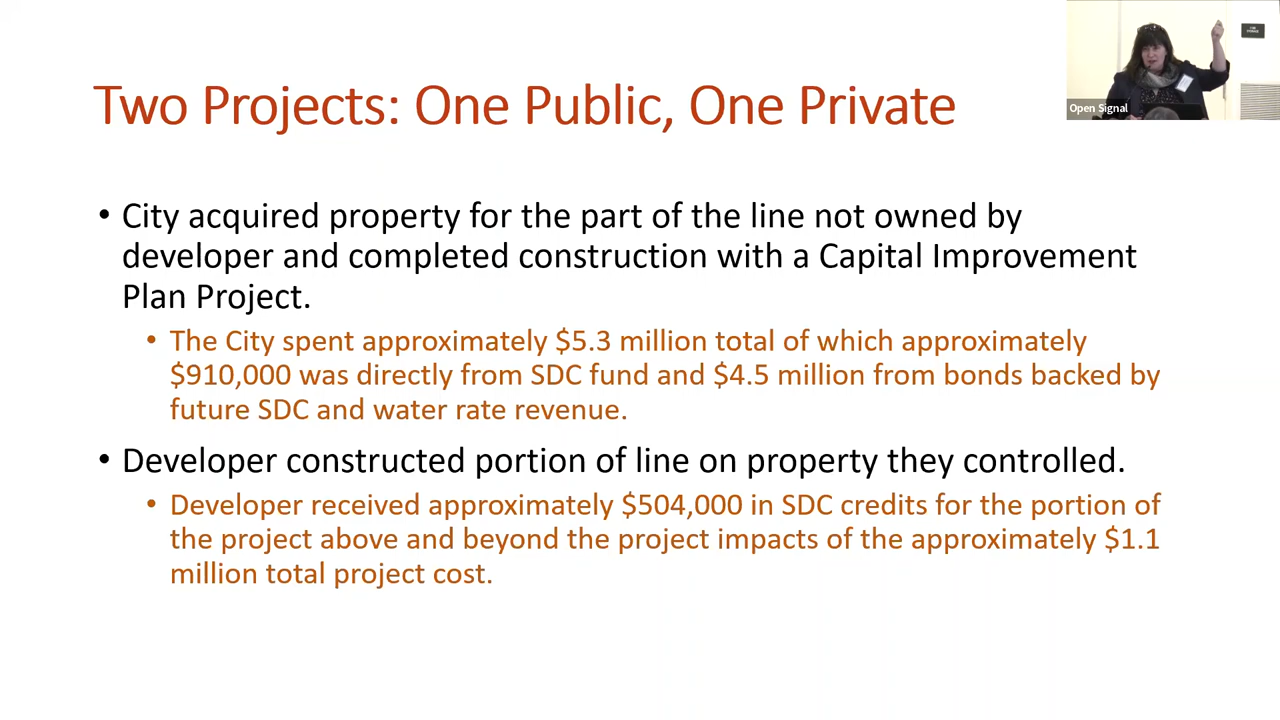 Two Projects: One Public, One Private
Open Signal
• City acquired property for the part of the line not owned by
developer and completed construction with a Capital Improvement
Plan Project.
• The City spent approximately $5.3 million total of which approximately
$910,000 was directly from SDC fund and $4.5 million from bonds backed by
future SDC and water rate revenue.
• Developer constructed portion of line on property they controlled.
• Developer received approximately $504,000 in SDC credits for the portion of
the project above and beyond the project impacts of the approximately $1.1
million total project cost.